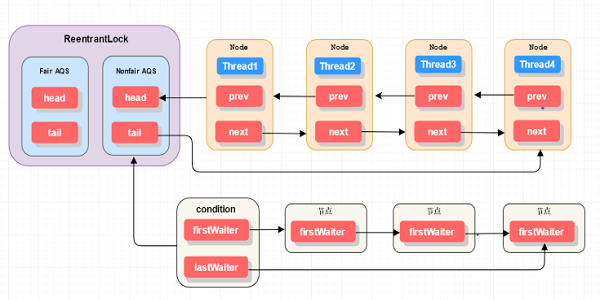 ReentrantLock
Fair AQS
head
tail
Nonfair AQS
head
tail
Node
Thread1
prev
next
Node
Thread2
prev
next
Node
Thread3
prev
next
Node
Thread4
prev
next
condition
firstWaiter
lastWaiter
节点
firstWaiter
节点
firstWaiter
节点
firstWaiter